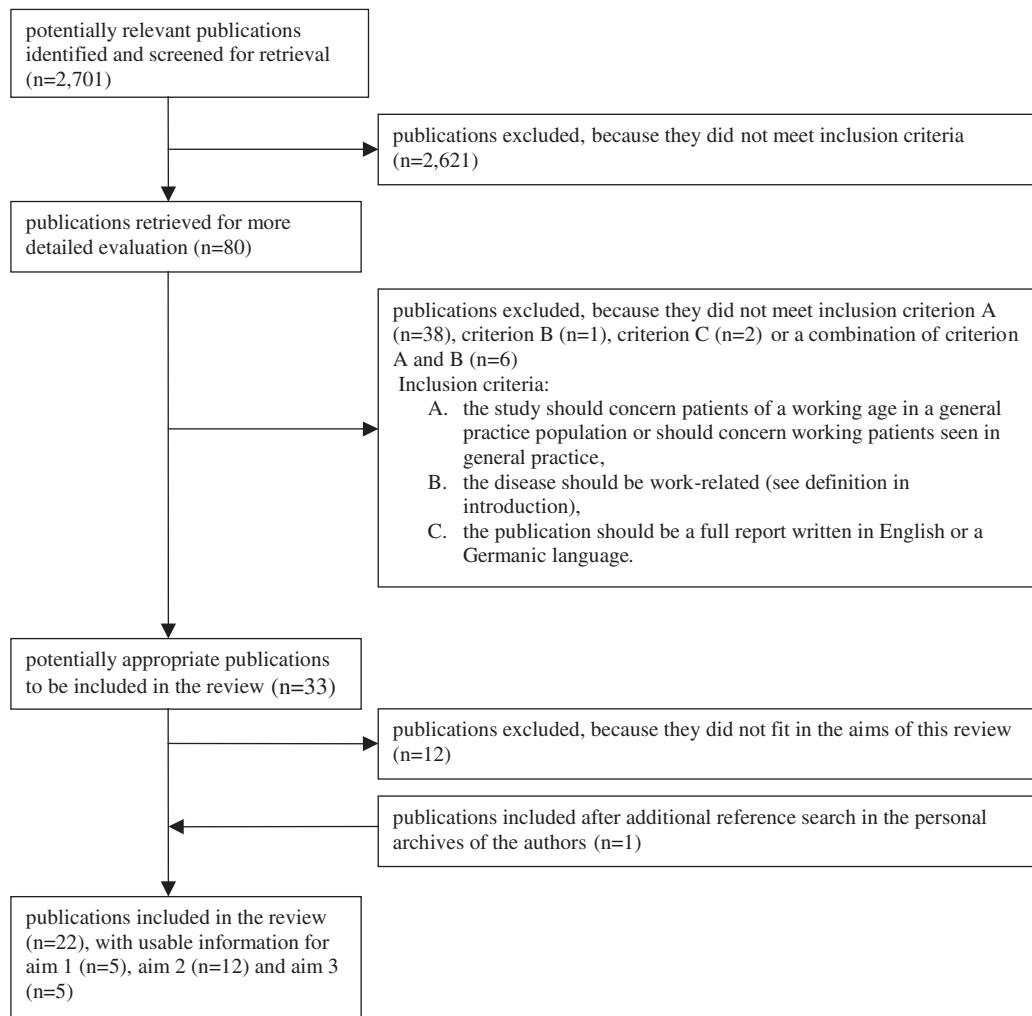 potentially relevant publications
identified and screened for retrieval
(n=2,701)
publications excluded, because they did not meet inclusion criteria
(n=2,621)
publications retrieved for more
detailed evaluation (n=80)
publications excluded, because they did not meet inclusion criterion A
(n=38), criterion B (n=1), criterion C (n=2) or a combination of criterion
A and B (n=6)
Inclusion criteria:
A. the study should concern patients of a working age in a general
practice population or should concern working patients seen in
general practice,
B. the disease should be work-related (see definition in
introduction),
C. the publication should be a full report written in English or a
Germanic language.
potentially appropriate publications
to be included in the review (n=33)
publications excluded, because they did not fit in the aims of this review
(n=12)
publications included after additional reference search in the personal
archives of the authors (n=1)
publications included in the review
(n=22), with usable information for
aim 1 (n=5), aim 2 (n=12) and aim 3
(n=5)